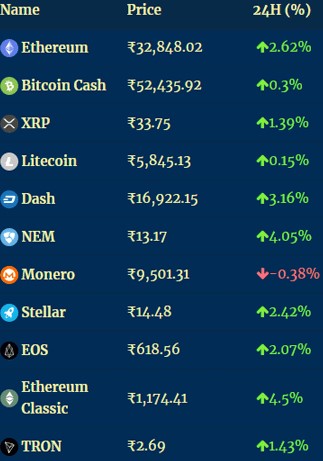 Name Price 24H (%)
Ethereum ₹32,848.02 2.62%
Bitcoin Cash ₹52,435.92 0.3%
XRP ₹33.75 1.39%
Litecoin ₹5,845.13 0.15%
Dash ₹16,922.15 3.16%
NEM ₹13.17 4.05%
Monero ₹9,501.31 -0.38%
Stellar ₹14.48 2.42%
EOS ₹618.56 2.07%
Ethereum
Classic ₹1,174.41 4.5%
TRON ₹2.69 1.43%